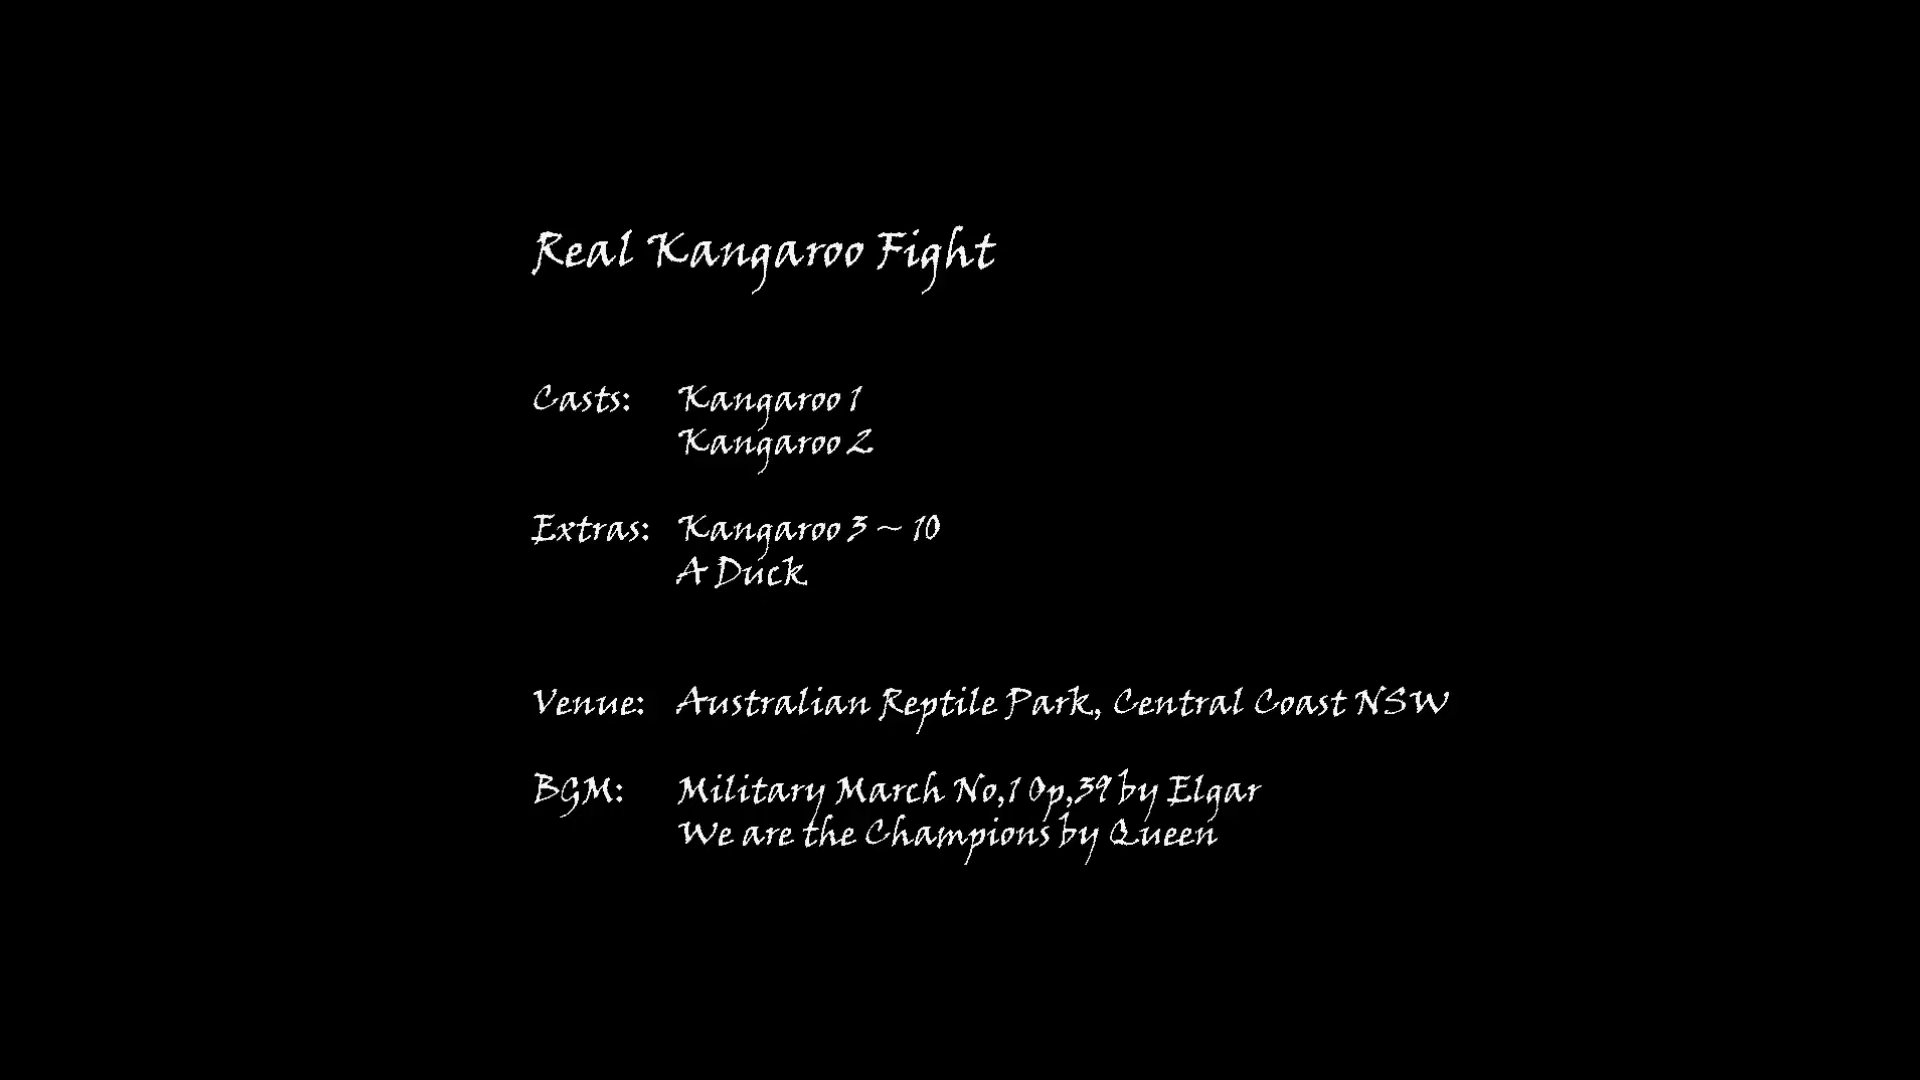 Real Kangaroo Fight
Casts: Kangaroo 1
Kangaroo 2
Extras: Kangaroo 3 ~ 10
A Duck
Venue: Australian Reptile Park, Central Coast NSW
BGM: Military March No,1 Op,39 by Elgar
We are the Champions by Queen